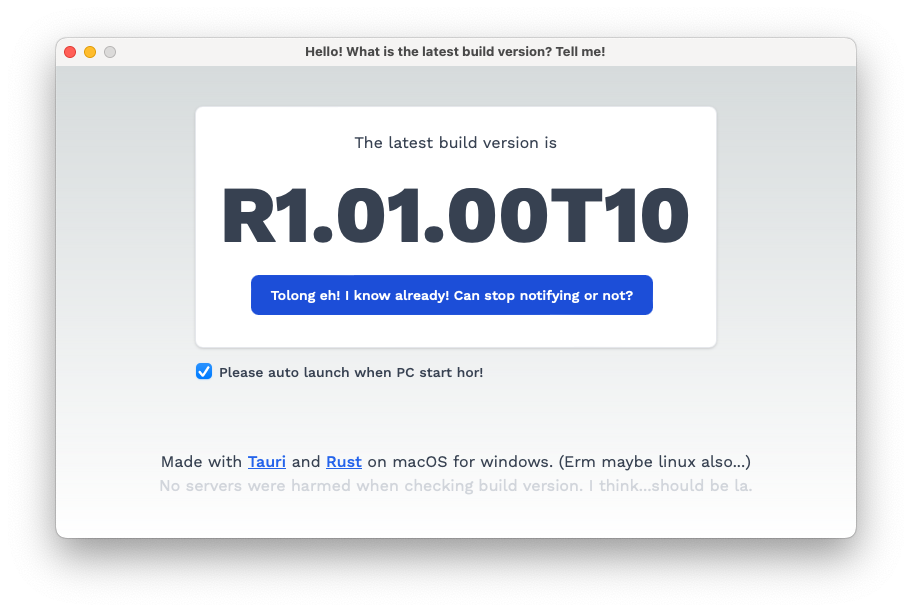 Hello! What is the latest build version? Tell me!
The latest build version is
R1.01.00T10
Tolong eh! I know already! Can stop notifying or not?
Please auto launch when PC start hor!
Made with Tauri and Rust on macOS for windows. (Erm maybe linux also...)
No servers were harmed when checking build version. I think...should be la.